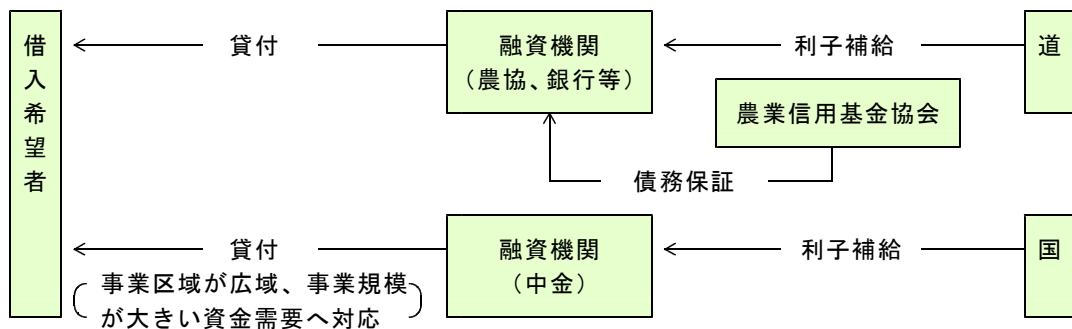 借入希望者
貸付
融資機関
（農協、銀行等）
利子補給
道
農業信用基金協会
債務保証
貸付
事業区域が広域、事業規模
が大きい資金需要へ対応
融資機関
（中金）
利子補給
国